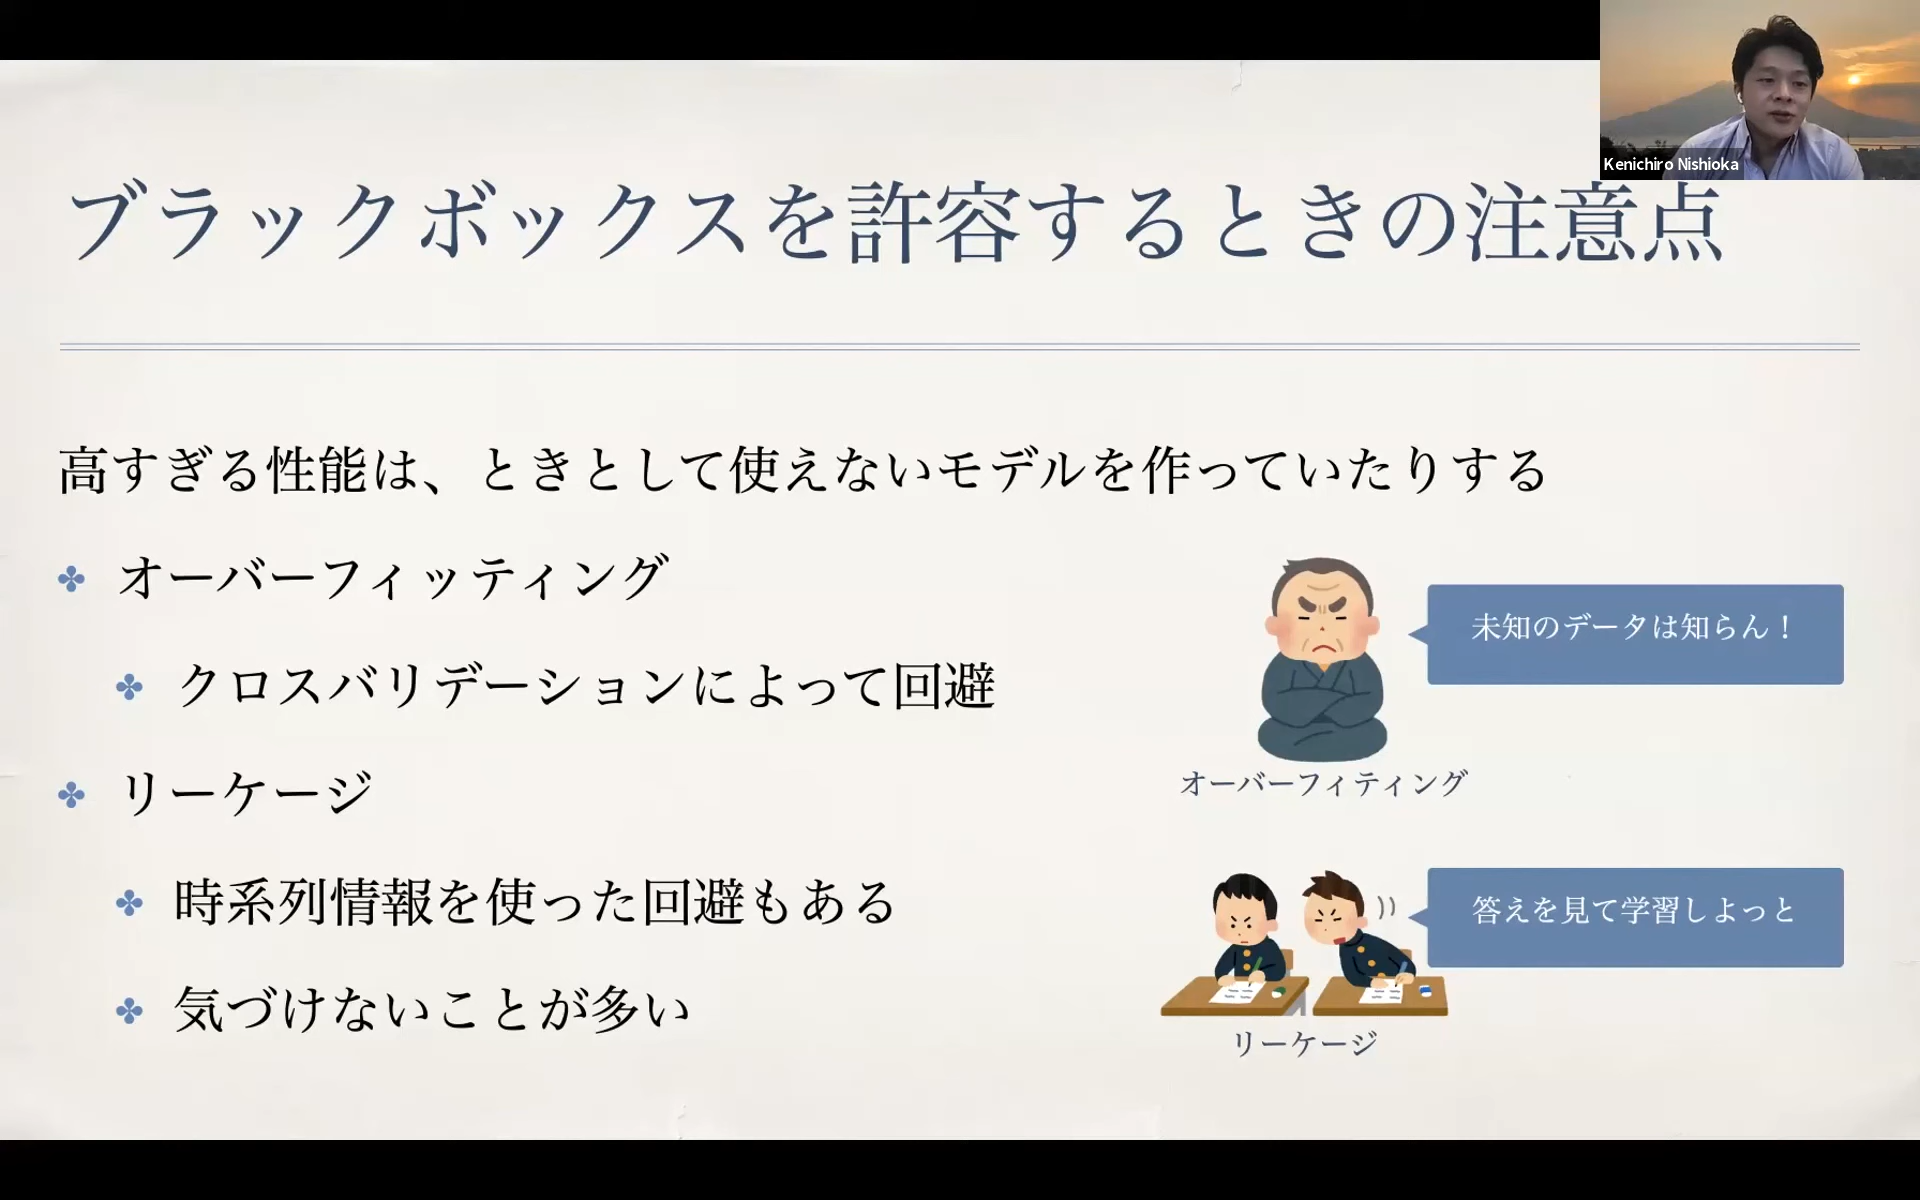 Kenichiro Nishioka
ブラックボックスを許容するときの注意点
高すぎる性能は、ときとして使えないモデルを作っていたりする
オーバーフィッティング
クロスバリデーションによって回避
リーケージ
時系列情報を使った回避もある
気づけないことが多い
未知のデータは知らん！
オーバーフィティング
答えを見て学習しよっと
リーケージ